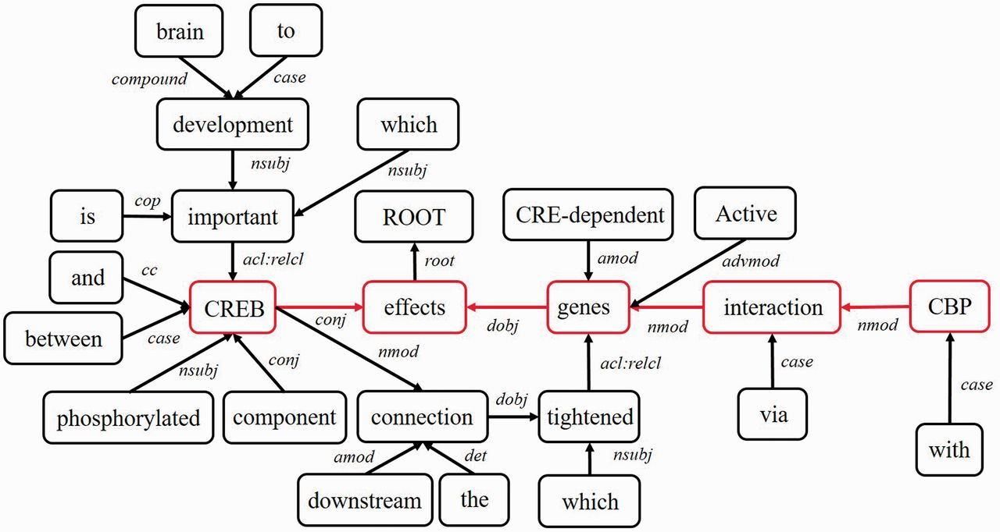 brain
to
compound
case
development
which
nsubj
nsubj
is
cop
important
ROOT
CRE-dependent
Active
acl:relcl
root
amod
advmod
and
cc
CREB
conj
effects
dobj
genes
nmod
interaction
nmod
CBP
between
case
nsubj
conj
nmod
acl:relcl
case
case
phosphorylated
component
connection
dobj
tightened
via
with
amod
det
nsubj
downstream
the
which